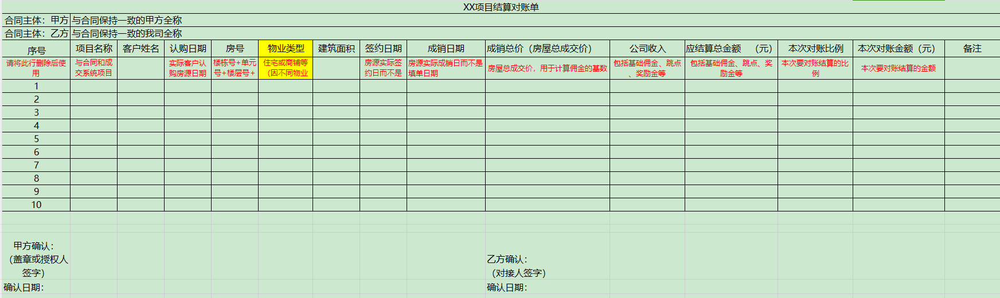 XX项目结算对账单
合同主体：甲方 与合同保持一致的甲方全称
合同主体：乙方 与合同保持一致的我司全称
序号 项目名称 客户姓名 认购日期 房号 物业类型 建筑面积 签约日期 成销日期 成销总价（房屋总成交价） 公司收入 应结算总金额 （元） 本次对账比例 本次对账金额（元） 备注
请将此行删除后使 与合同和成 实际客户认 楼栋号+单元 住宅或商铺等 房源实际签 房源实际成销日而不是 房屋总成交价，用于计算佣金的基数 包括基础佣金、跳点 包括基础佣金、跳点、奖 本次要对账结算的比 本次要对账结算的金额
用 交系统项目 购房源日期 号+楼层号+ （因不同物业 约日而不是 填单日期 、奖励金等 励金等 例
1
2
3
4
5
6
7
8
9
10
甲方确认：
（盖章或授权人 乙方确认：
签字） （对接人签字）
确认日期： 确认日期：